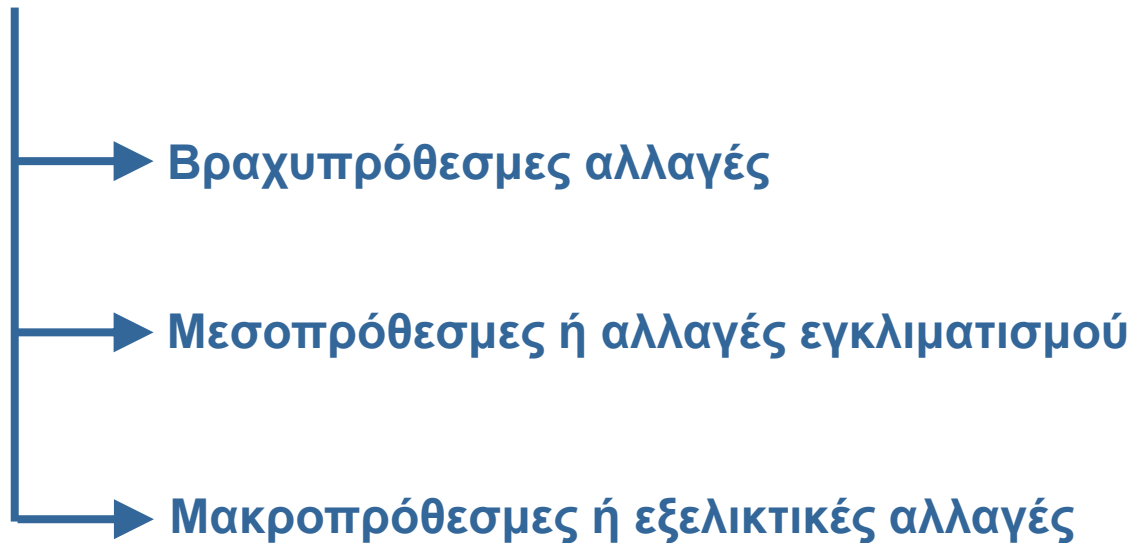 Βραχυπρόθεσμες αλλαγές
Μεσοπρόθεσμες ή αλλαγές εγκλιματισμού
Μακροπρόθεσμες ή εξελικτικές αλλαγές